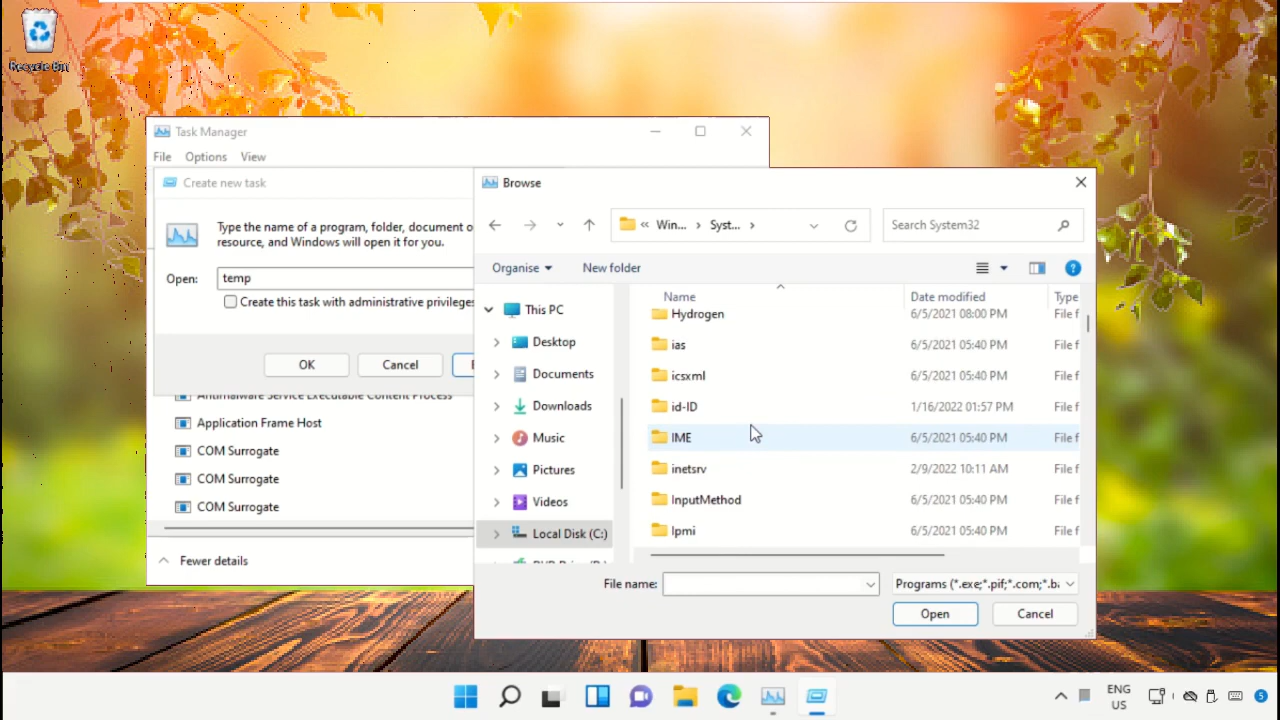 Recycle Bin
Task Manager
File Options View
Create new task
Type the name of a program, folder, document o
resource, and Windows will open it for you.
Open: temp
Create this task with administrative privileges
OK Cancel
Antimalware Service Executable Content Process
Application Frame Host
COM Surrogate
COM Surrogate
COM Surrogate
Fewer details
Browse
« Win... › Syst... ›
Search System32
Organise New folder
This PC
Desktop
Documents
Downloads
Music
Pictures
Videos
Local Disk (C:)
Name Date modified Type
Hydrogen 6/5/2021 08:00 PM File f
ias 6/5/2021 05:40 PM File f
icsxml 6/5/2021 05:40 PM File f
id-ID 1/16/2022 01:57 PM File f
IME 6/5/2021 05:40 PM File f
inetsrv 2/9/2022 10:11 AM File f
InputMethod 6/5/2021 05:40 PM File f
Ipmi 6/5/2021 05:40 PM File f
File name: Programs (*.exe;*.pif;*.com;*.ba
Open Cancel
ENG
US
5